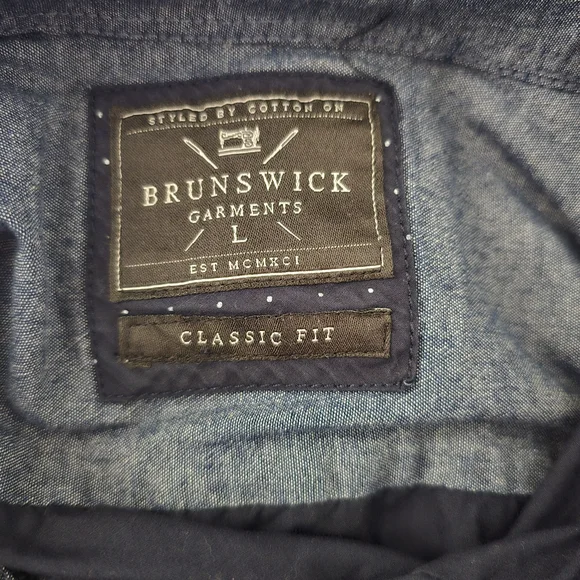 STYLED BY COTTON ON
BRUNSWICK
GARMENTS
L
EST MCMXCI
CLASSIC FIT